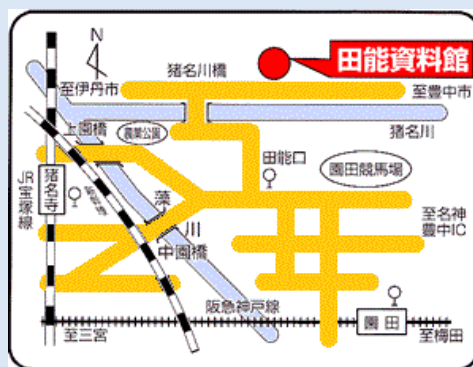 N
田能資料館
猪名川橋
至伊丹市
至豊中市
上園橋
農業公園
猪名川
田能口
園田競馬場
JR宝塚線
猪名寺
藻川
至名神
豊中IC
中園橋
阪急神戸線
園田
至三宮
至梅田